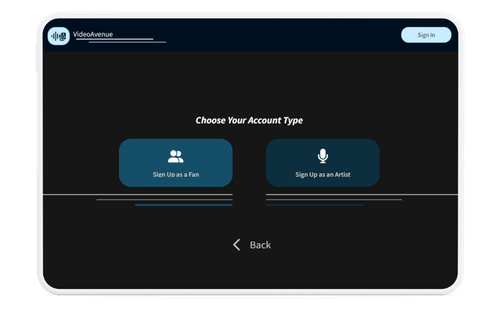 VideoAvenue
Sign In
Choose Your Account Type
Sign Up as a Fan
Sign Up as an Artist
Back